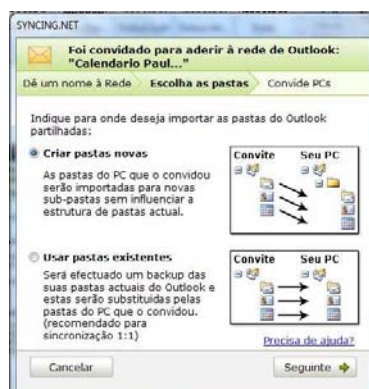 SYNCING.NET
Foi convidado para aderir à rede de Outlook:
"Calendario Paul..."
Dê um nome à Rede Escolha as pastas Convide PCs
Indique para onde deseja importar as pastas do Outlook
partilhadas:
Criar pastas novas
As pastas do PC que o convidou
serão importadas para novas
sub-pastas sem influenciar a
estrutura de pastas actual.
Convite Seu PC
Usar pastas existentes
Será efectuado um backup das
suas pastas actuais do Outlook e
estas serão substituidas pelas
pastas do PC que o convidou.
(recomendado para
sincronização 1:1)
Convite Seu PC
Precisa de ajuda?
Cancelar Seguinte